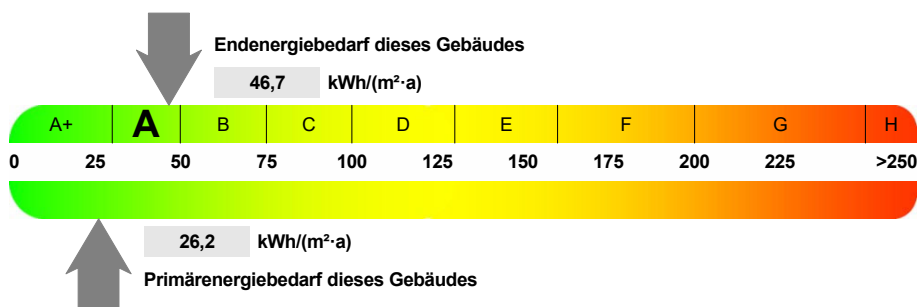 Endenergiebedarf dieses Gebäudes
46,7 kWh/(m²·a)
A+ A B C D E F G H
0 25 50 75 100 125 150 175 200 225 >250
26,2 kWh/(m²·a)
Primärenergiebedarf dieses Gebäudes